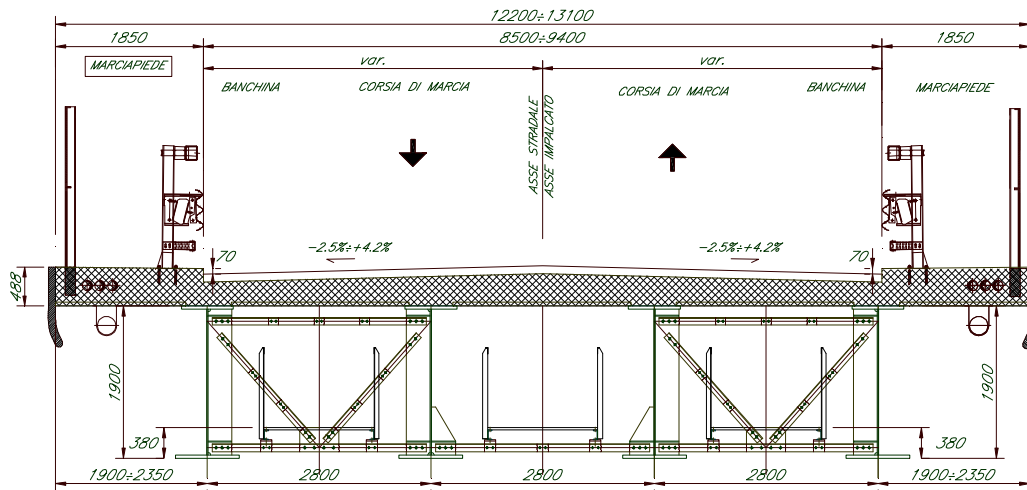 12200÷13100
1850 8500÷9400 1850
MARCIAPIEDE var. var.
BANCHINA CORSIA DI MARCIA CORSIA DI MARCIA BANCHINA MARCIAPIEDE
ASSE STRADALE
ASSE IMPALCATO
70 -2.5%÷+4.2% -2.5%÷+4.2% 70
488
1900 1900
380 380
1900÷2350 2800 2800 2800 1900÷2350